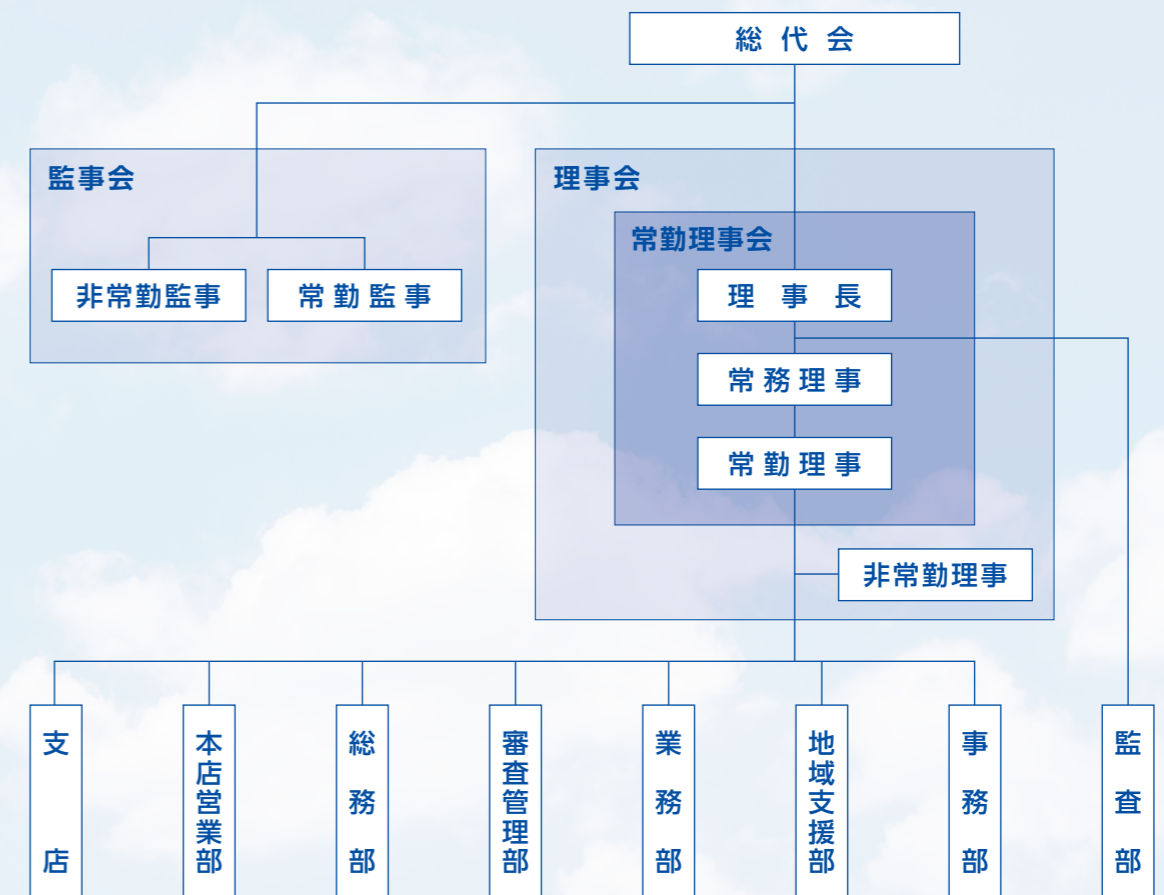 総代会
監事会
非常勤監事
常勤監事
理事会
常勤理事会
理事長
常務理事
常勤理事
非常勤理事
支店
本店営業部
総務部
審査管理部
業務部
地域支援部
事務部
監査部